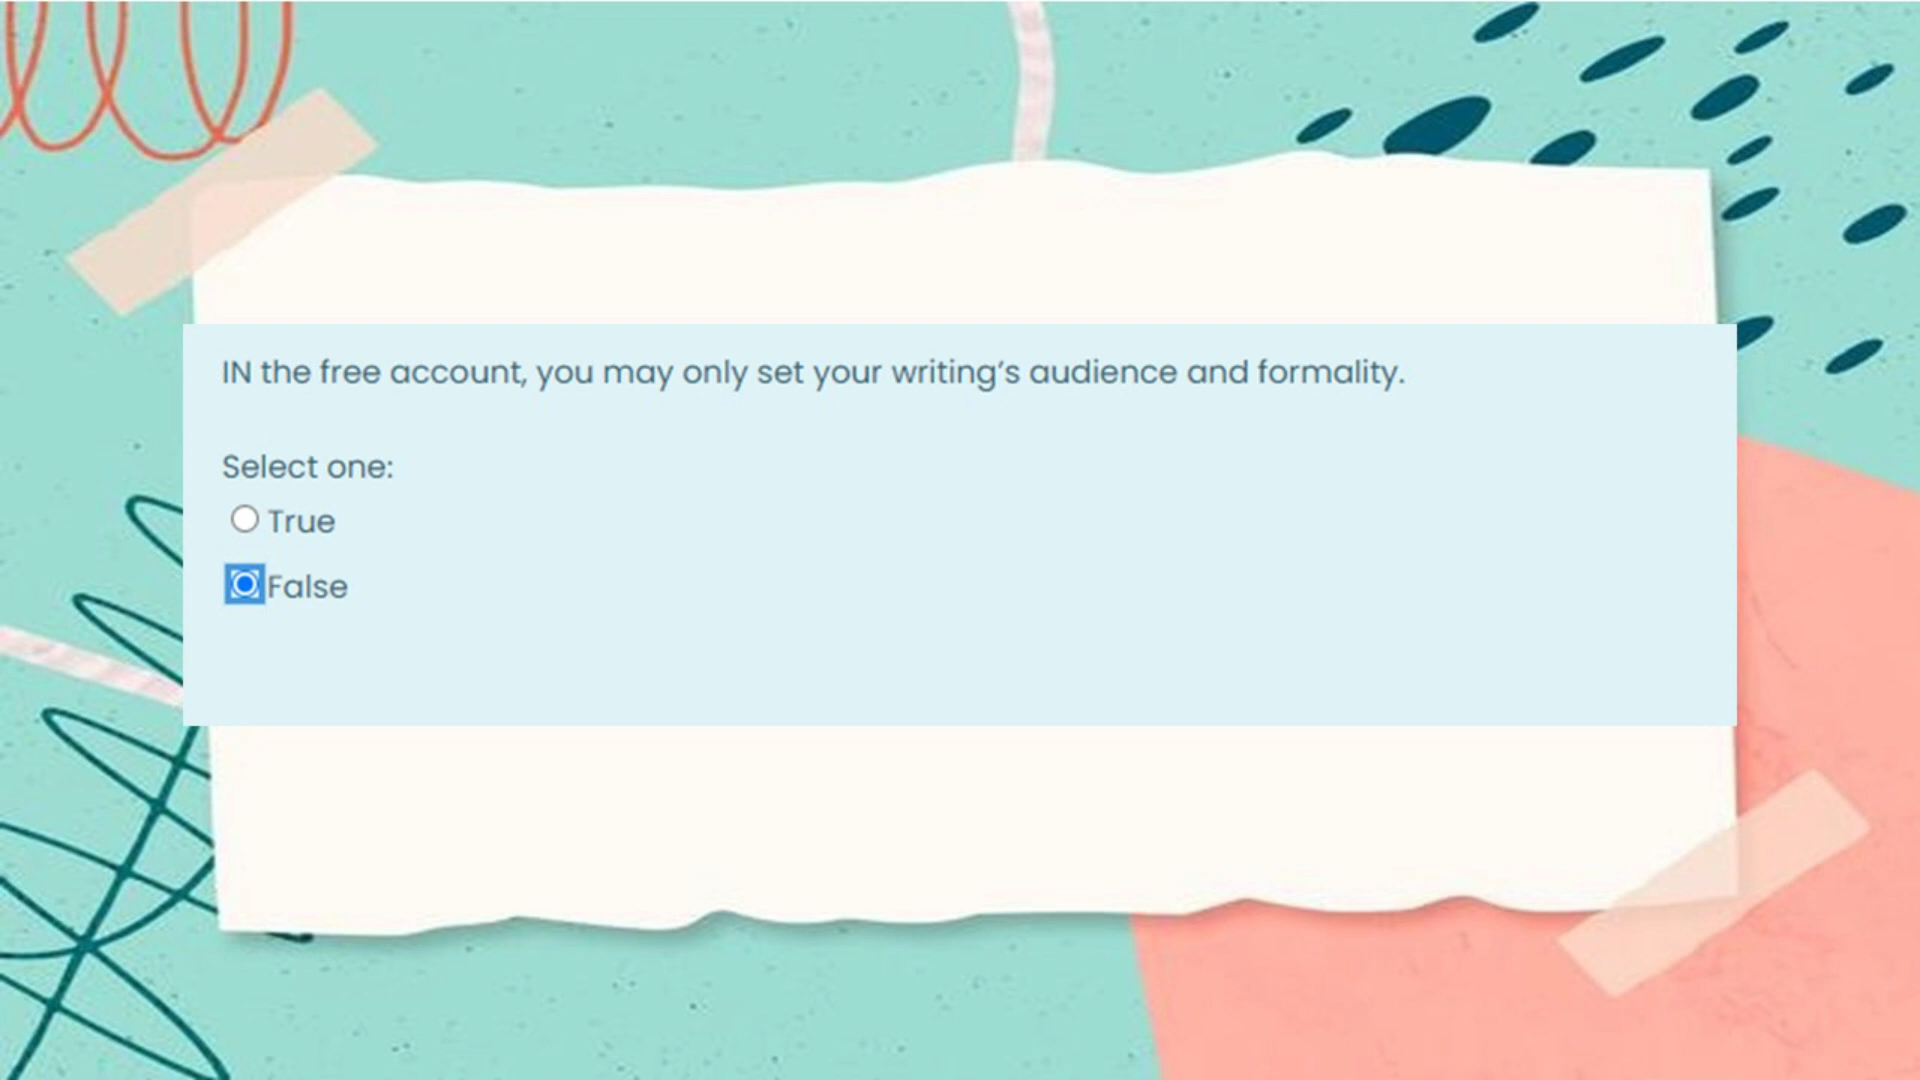 IN the free account, you may only set your writing’s audience and formality.
Select one:
True
False